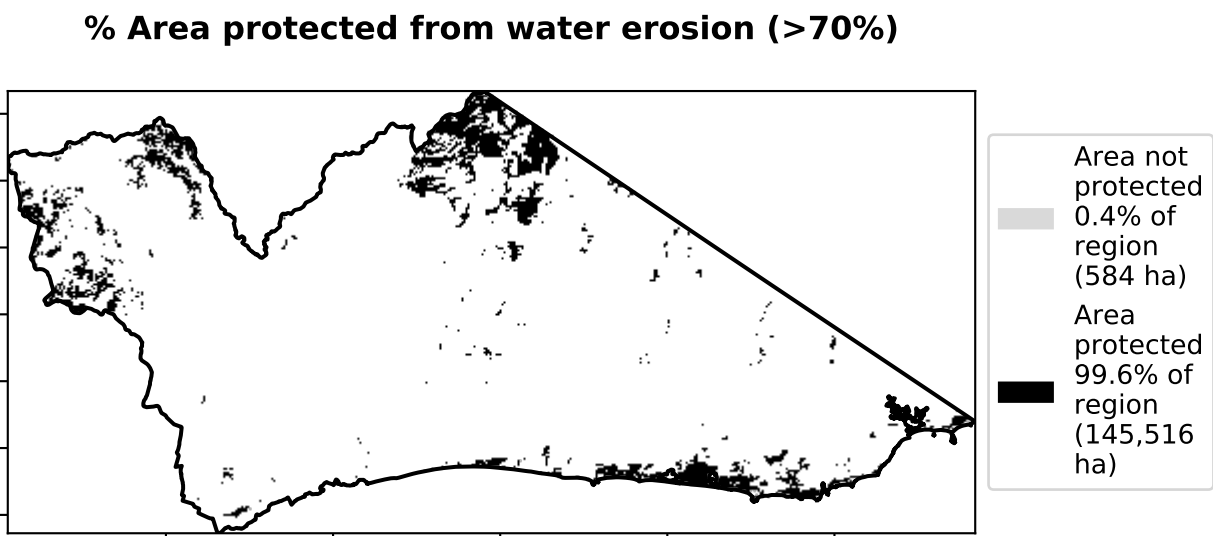 % Area protected from water erosion (>70%)
Area not
protected
0.4% of
region
(584 ha)
Area
protected
99.6% of
region
(145,516
ha)